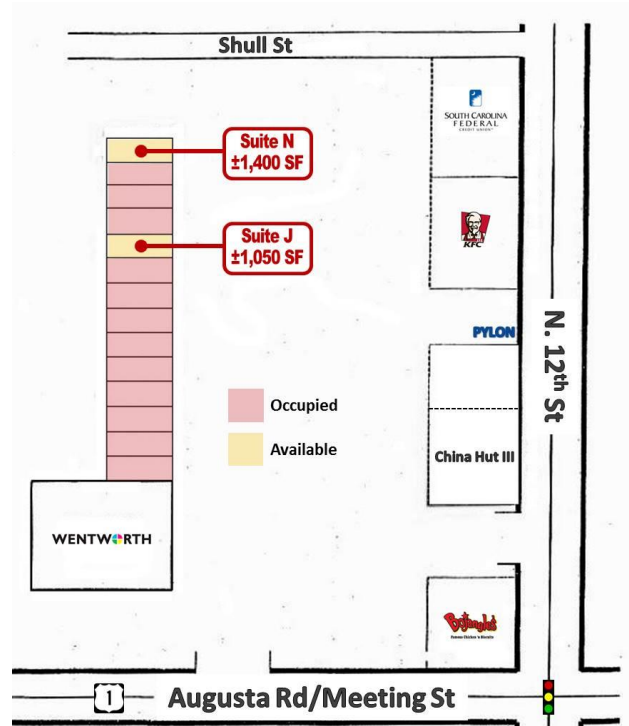 Shull St
SOUTH CAROLINA
FEDERAL
CREDIT UNION
Suite N
±1,400 SF
KFC
Suite J
±1,050 SF
PYLON
N. 12th St
Occupied
Available
China Hut III
WENTWORTH
Bojangles'
Famous Chicken 'n Biscuits
1
Augusta Rd/Meeting St